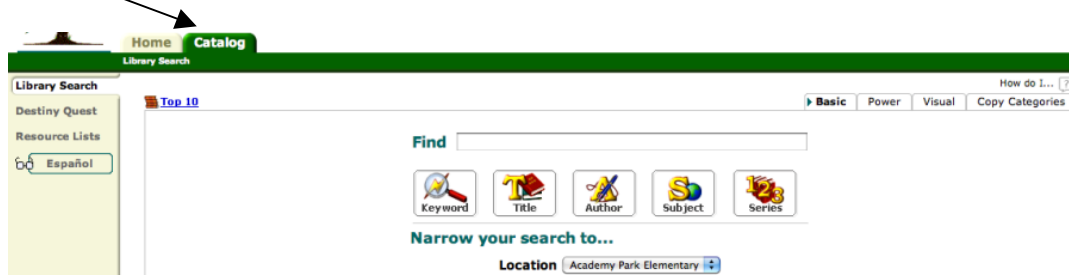 Home Catalog
Library Search
Library Search
How do I... ?
Top 10
Basic Power Visual Copy Categories
Destiny Quest
Resource Lists
Español
Find
Keyword Title Author Subject Series
Narrow your search to...
Location Academy Park Elementary